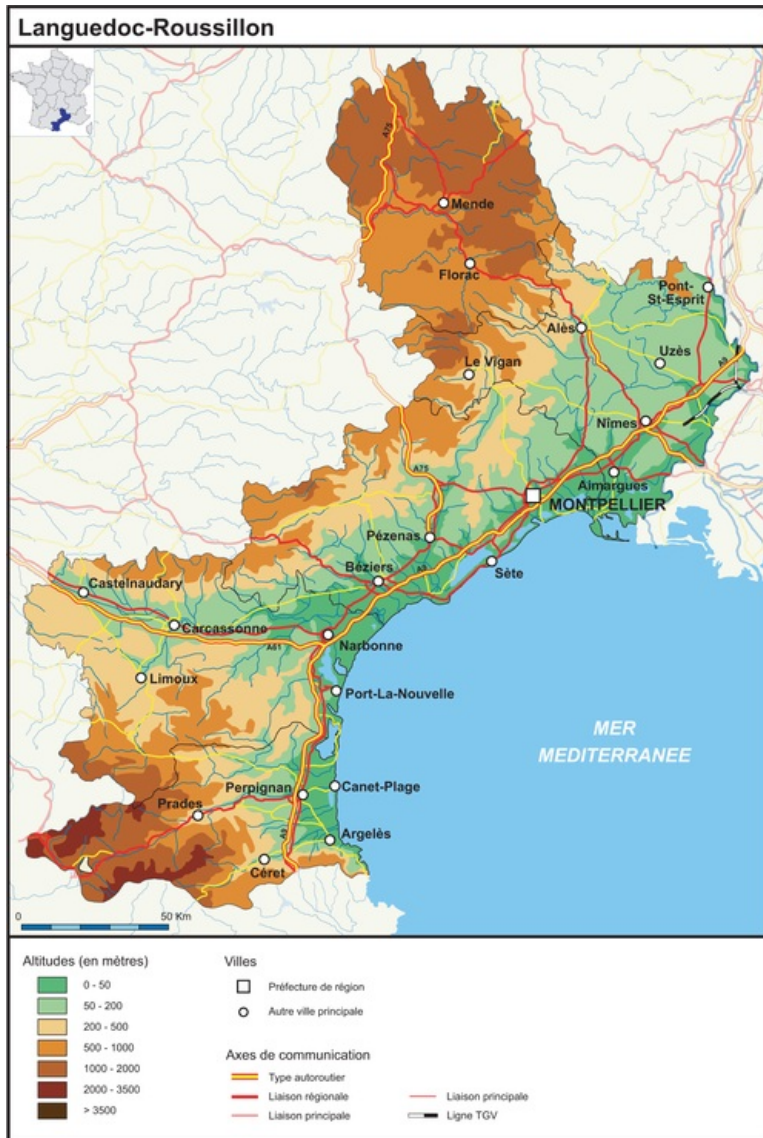 Languedoc-Roussillon
A75
Mende
Florac
Pont-
St-Esprit
Alès
Uzès
Le Vigan
A9
Nîmes
A75
Aimargues
MONTPELLIER
Pézenas
Béziers
A9
Sète
Castelnaudary
Carcassonne
A61
Narbonne
Limoux
Port-La-Nouvelle
MER
MEDITERRANEE
Perpignan
Canet-Plage
Prades
A9
Argelès
Céret
0
50 Km
Altitudes (en mètres)
0 - 50
50 - 200
200 - 500
500 - 1000
1000 - 2000
2000 - 3500
> 3500
Villes
Préfecture de région
Autre ville principale
Axes de communication
Type autoroutier
Liaison régionale
Liaison principale
Liaison principale
Ligne TGV